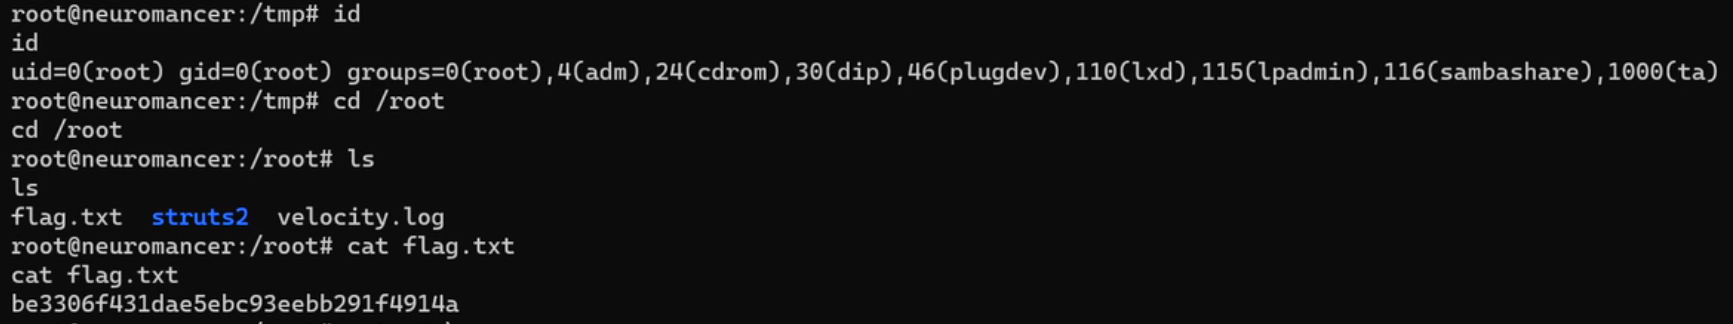 root@neuromancer:/tmp# id
id
uid=0(root) gid=0(root) groups=0(root),4(adm),24(cdrom),30(dip),46(plugdev),110(lxd),115(lpadmin),116(sambashare),1000(ta)
root@neuromancer:/tmp# cd /root
cd /root
root@neuromancer:/root# ls
ls
flag.txt  struts2  velocity.log
root@neuromancer:/root# cat flag.txt
cat flag.txt
be3306f431dae5ebc93eebb291f4914a